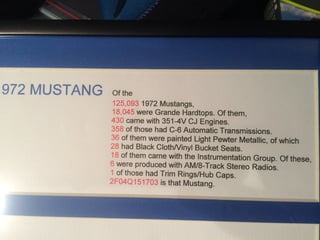 972 MUSTANG Of the
125,093 1972 Mustangs,
18,045 were Grande Hardtops. Of them,
430 came with 351-4V CJ Engines.
358 of those had C-6 Automatic Transmissions.
36 of them were painted Light Pewter Metallic, of which
28 had Black Cloth/Vinyl Bucket Seats.
18 of them came with the Instrumentation Group. Of these,
6 were produced with AM/8-Track Stereo Radios.
1 of those had Trim Rings/Hub Caps.
2F04Q151703 is that Mustang.